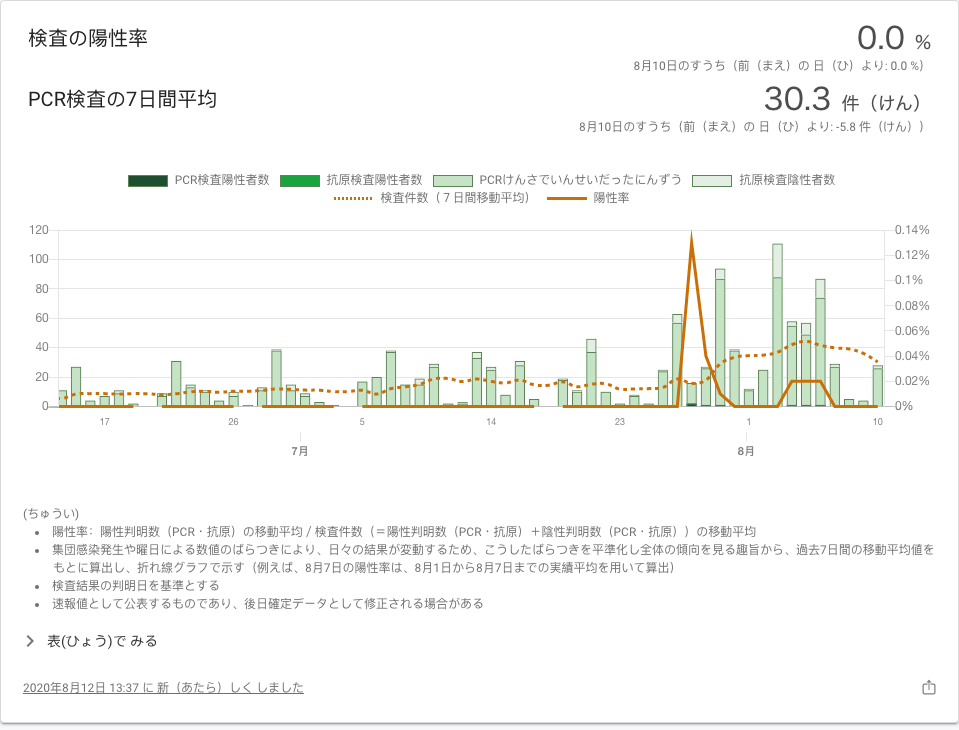 検査の陽性率
0.0 %
8月10日のすうち（前（まえ）の 日（ひ）より: 0.0 %）
PCR検査の7日間平均
30.3 件（けん）
8月10日のすうち（前（まえ）の 日（ひ）より: -5.8 件（けん））
PCR検査陽性者数 抗原検査陽性者数 PCRけんさでいんせいだったにんずう 抗原検査陰性者数
検査件数（７日間移動平均） 陽性率
120 0.14%
0.12%
100
0.1%
80
0.08%
60
0.06%
40
0.04%
20
0.02%
0 0%
17 26 5 14 23 1 10
7月 8月
(ちゅうい)
• 陽性率：陽性判明数（PCR・抗原）の移動平均 / 検査件数（＝陽性判明数（PCR・抗原）＋陰性判明数（PCR・抗原））の移動平均
• 集団感染発生や曜日による数値のばらつきにより、日々の結果が変動するため、こうしたばらつきを平準化し全体の傾向を見る趣旨から、過去7日間の移動平均値を
もとに算出し、折れ線グラフで示す（例えば、8月7日の陽性率は、8月1日から8月7日までの実績平均を用いて算出）
• 検査結果の判明日を基準とする
• 速報値として公表するものであり、後日確定データとして修正される場合がある
表(ひょう)で みる
2020年8月12日 13:37 に 新（あたら）しく しました